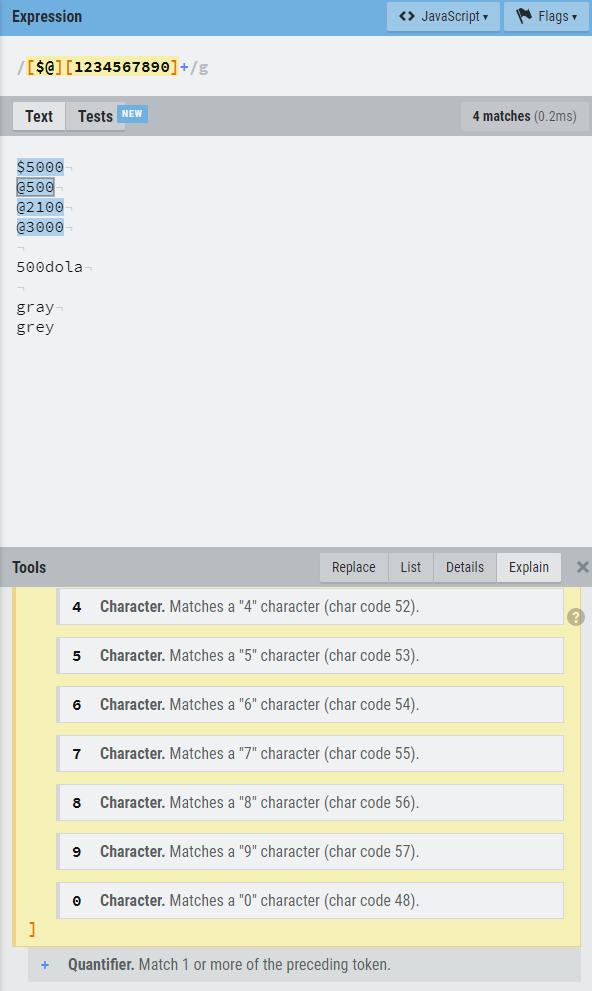 Expression
<> JavaScript ▾
Flags ▾
/[$@][1234567890]+/g
Text
Tests NEW
4 matches (0.2ms)
$5000¬
@500¬
@2100¬
@3000¬
¬
500dola¬
¬
gray¬
grey
Tools
Replace
List
Details
Explain
×
?
4 Character. Matches a "4" character (char code 52).
5 Character. Matches a "5" character (char code 53).
6 Character. Matches a "6" character (char code 54).
7 Character. Matches a "7" character (char code 55).
8 Character. Matches a "8" character (char code 56).
9 Character. Matches a "9" character (char code 57).
0 Character. Matches a "0" character (char code 48).
]
+ Quantifier. Match 1 or more of the preceding token.